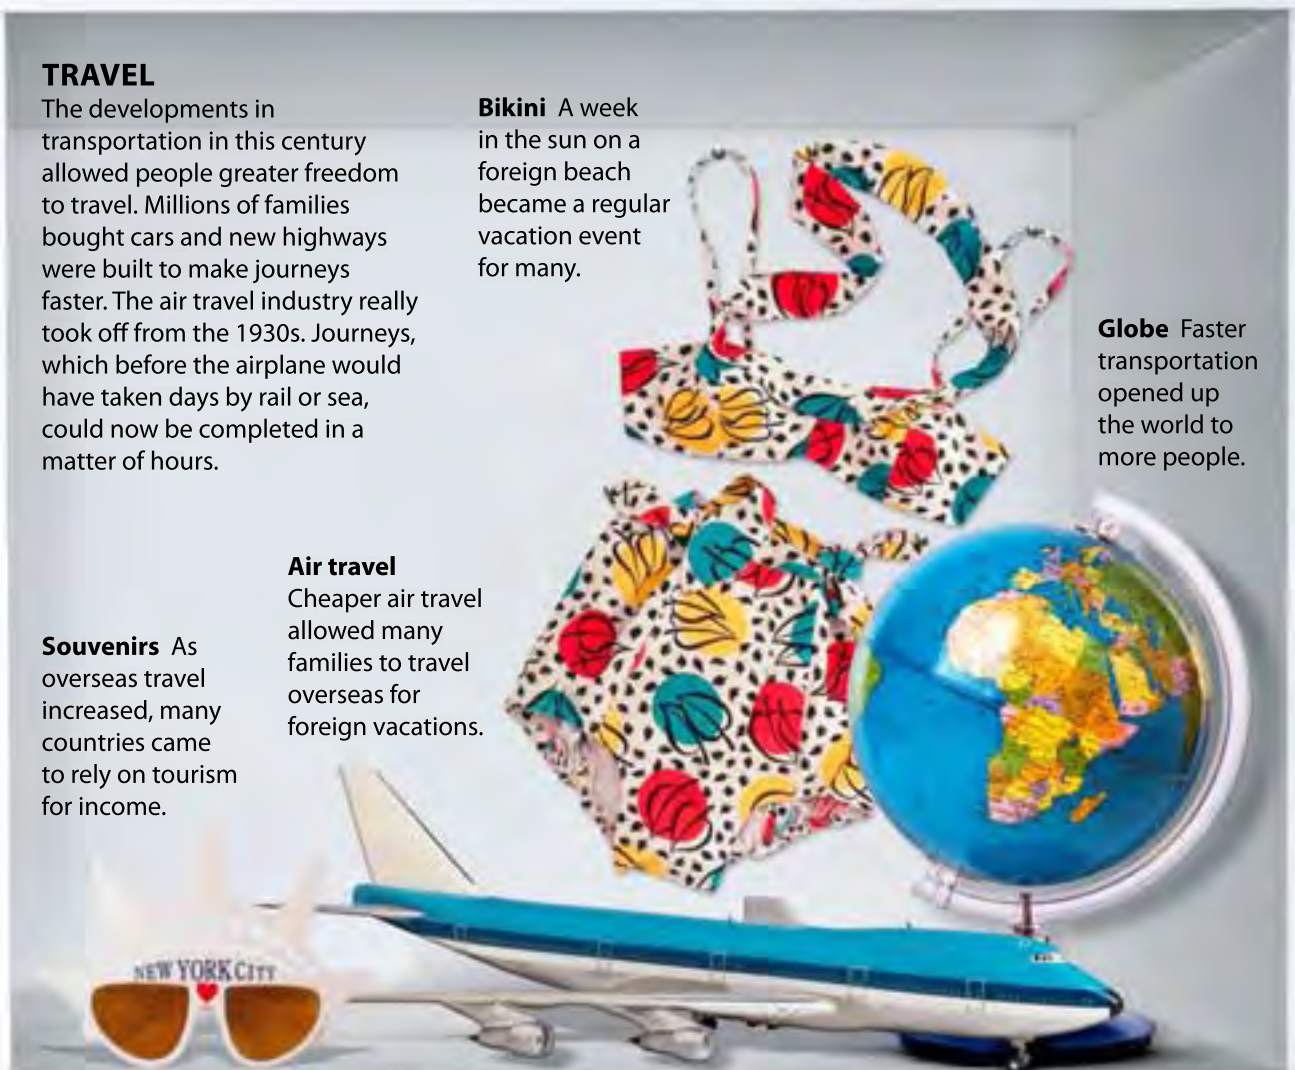 TRAVEL
The developments in
transportation in this century
allowed people greater freedom
to travel. Millions of families
bought cars and new highways
were built to make journeys
faster. The air travel industry really
took off from the 1930s. Journeys,
which before the airplane would
have taken days by rail or sea,
could now be completed in a
matter of hours.
Bikini A week
in the sun on a
foreign beach
became a regular
vacation event
for many.
Globe Faster
transportation
opened up
the world to
more people.
Air travel
Cheaper air travel
allowed many
families to travel
overseas for
foreign vacations.
Souvenirs As
overseas travel
increased, many
countries came
to rely on tourism
for income.
NEW YORK CITY